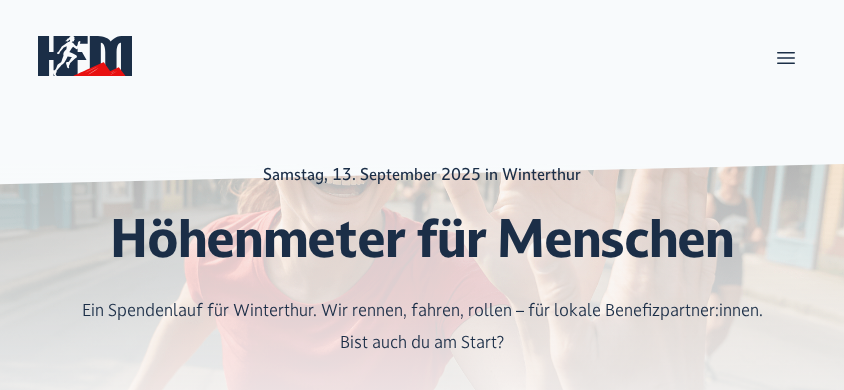 HFM
Samstag, 13. September 2025 in Winterthur
Höhenmeter für Menschen
Ein Spendenlauf für Winterthur. Wir rennen, fahren, rollen – für lokale Benefizpartner:innen.
Bist auch du am Start?